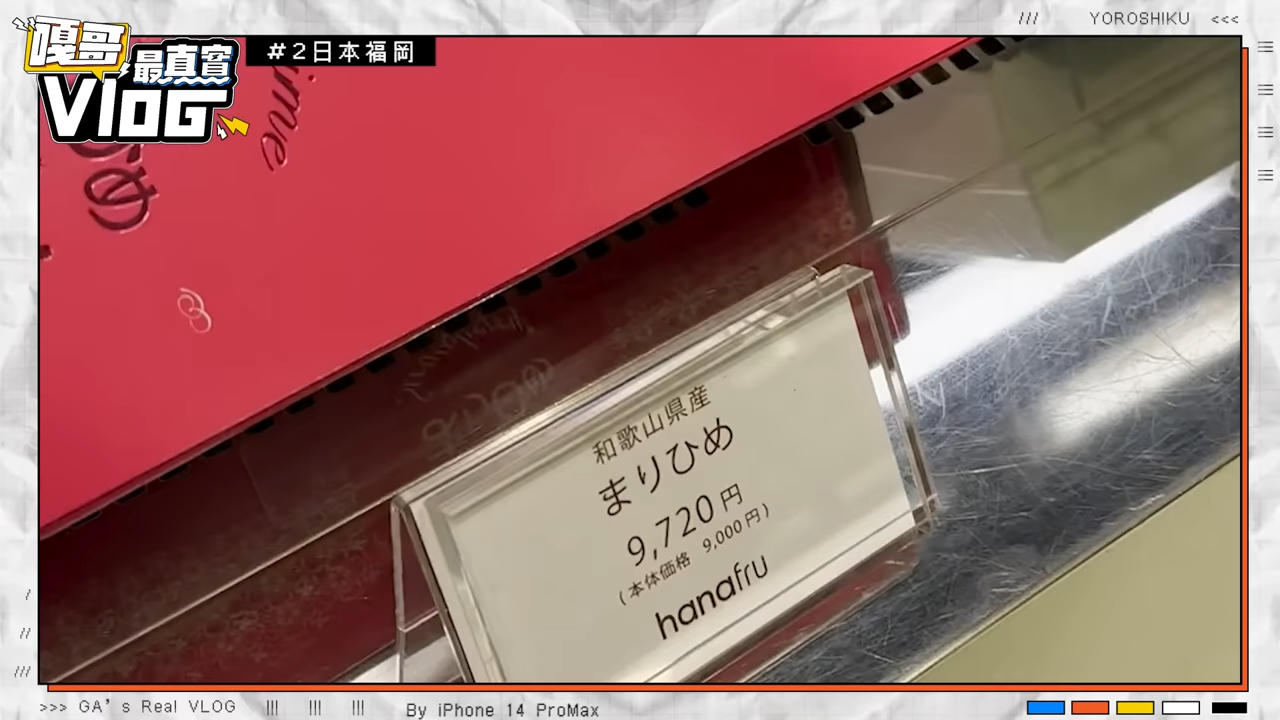 /// YOROSHIKU <<<
嘎哥
最真實
VLOG
#2日本福岡
ime
和歌山県産
まりひめ
9,720円
(本体価格 9,000円)
hanafru
>>> GA's Real VLOG
By iPhone 14 ProMax